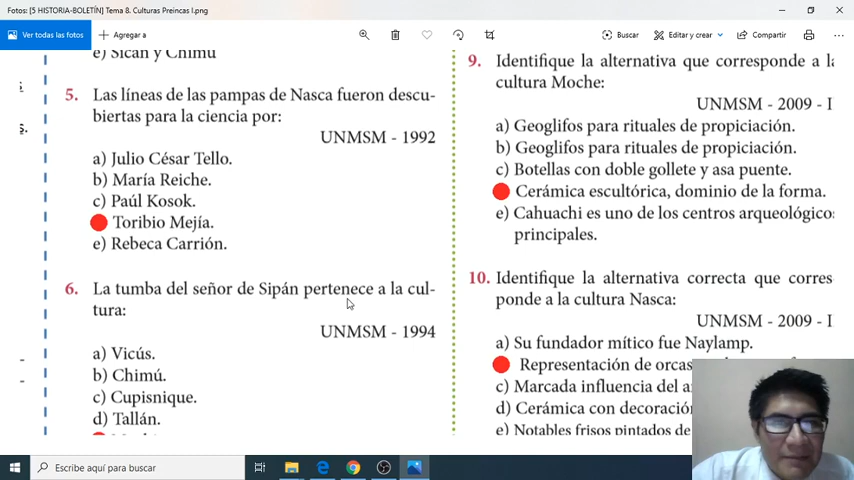 Fotos: [5 HISTORIA-BOLETÍN] Tema 8. Culturas Preincas I.png
Ver todas las fotos
Agregar a
Buscar
Editar y crear
Compartir
e) Sicán y Chimú
5. Las líneas de las pampas de Nasca fueron descu-
biertas para la ciencia por:
UNMSM - 1992
a) Julio César Tello.
b) María Reiche.
c) Paúl Kosok.
Toribio Mejía.
e) Rebeca Carrión.
6. La tumba del señor de Sipán pertenece a la cul-
tura:
UNMSM - 1994
a) Vicús.
b) Chimú.
c) Cupisnique.
d) Tallán.
9. Identifique la alternativa que corresponde a la
cultura Moche:
UNMSM - 2009 - I
a) Geoglifos para rituales de propiciación.
b) Geoglifos para rituales de propiciación.
c) Botellas con doble gollete y asa puente.
Cerámica escultórica, dominio de la forma.
e) Cahuachi es uno de los centros arqueológico
principales.
10. Identifique la alternativa correcta que corres
ponde a la cultura Nasca:
UNMSM - 2009 - I
a) Su fundador mítico fue Naylamp.
Representación de orcas
c) Marcada influencia del a
d) Cerámica con decoració
e) Notables frisos pintados de
Escribe aquí para buscar